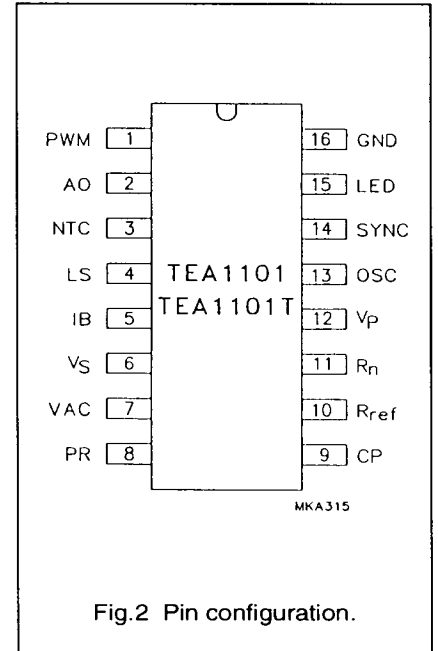 PWM 1 16 GND
AO 2 15 LED
NTC 3 14 SYNC
LS 4 TEA1101 13 OSC
TEA1101T
IB 5 12 VP
VS 6 11 Rn
VAC 7 10 Rref
PR 8 9 CP
MKA315
Fig.2 Pin configuration.